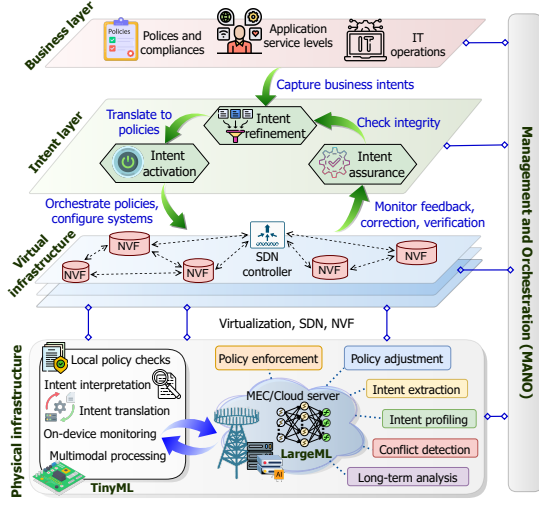 Business layer
Policies
Polices and
compliances
Application
service levels
IT
IT
operations
Capture business intents
Intent layer
Translate to
policies
Intent
refinement
Check integrity
Intent
activation
Intent
assurance
Orchestrate policies,
configure systems
Monitor feedback,
correction, verification
Virtual
infrastructure
NVF
NVF
NVF
SDN
controller
NVF
NVF
Virtualization, SDN, NVF
Physical infrastructure
Local policy checks
Intent interpretation
Intent translation
On-device monitoring
Multimodal processing
TinyML
Policy enforcement
Policy adjustment
MEC/Cloud server
Intent extraction
Intent profiling
LargeML
AI
Conflict detection
Long-term analysis
Management and Orchestration (MANO)